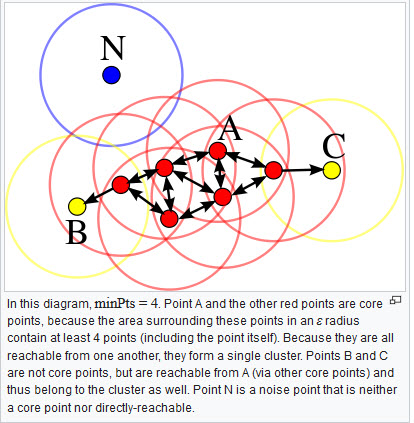 N
A
C
B
In this diagram, minPts = 4. Point A and the other red points are core
points, because the area surrounding these points in an ε radius
contain at least 4 points (including the point itself). Because they are all
reachable from one another, they form a single cluster. Points B and C
are not core points, but are reachable from A (via other core points) and
thus belong to the cluster as well. Point N is a noise point that is neither
a core point nor directly-reachable.